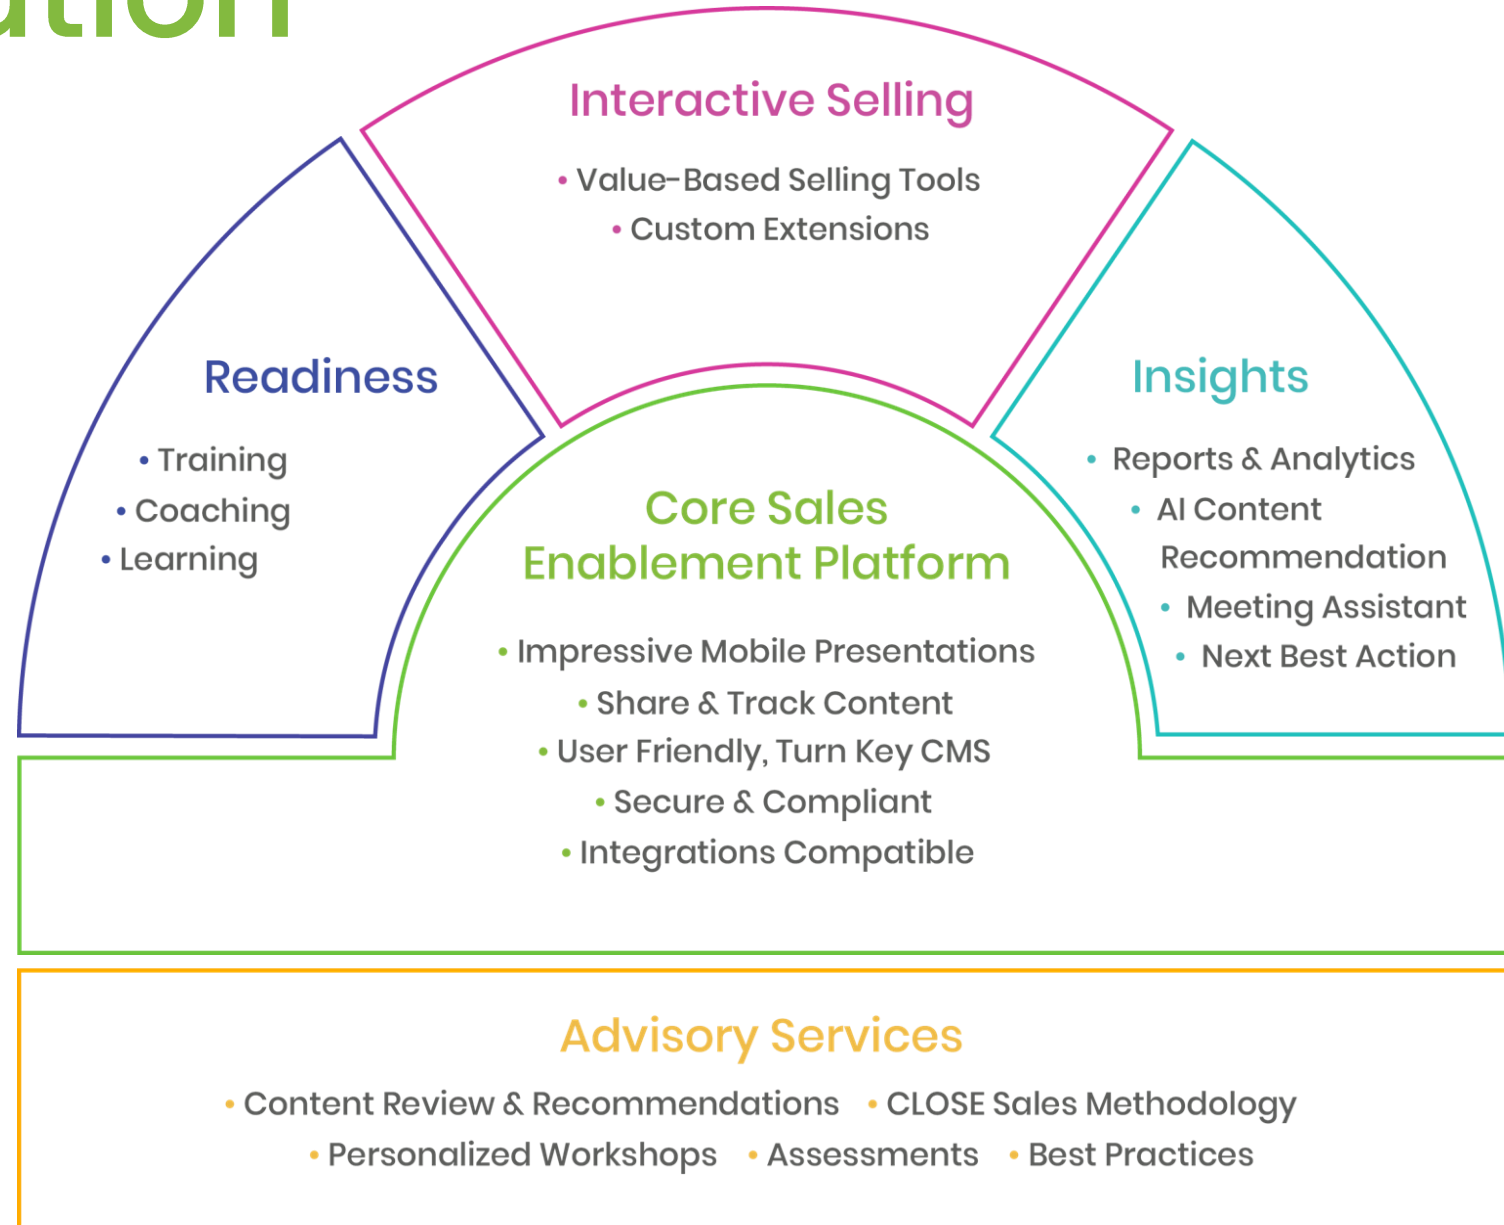 Interactive Selling
• Value-Based Selling Tools
• Custom Extensions
Readiness
• Training
• Coaching
• Learning
Insights
• Reports & Analytics
• AI Content
Recommendation
• Meeting Assistant
• Next Best Action
Core Sales
Enablement Platform
• Impressive Mobile Presentations
• Share & Track Content
• User Friendly, Turn Key CMS
• Secure & Compliant
• Integrations Compatible
Advisory Services
• Content Review & Recommendations • CLOSE Sales Methodology
• Personalized Workshops • Assessments • Best Practices